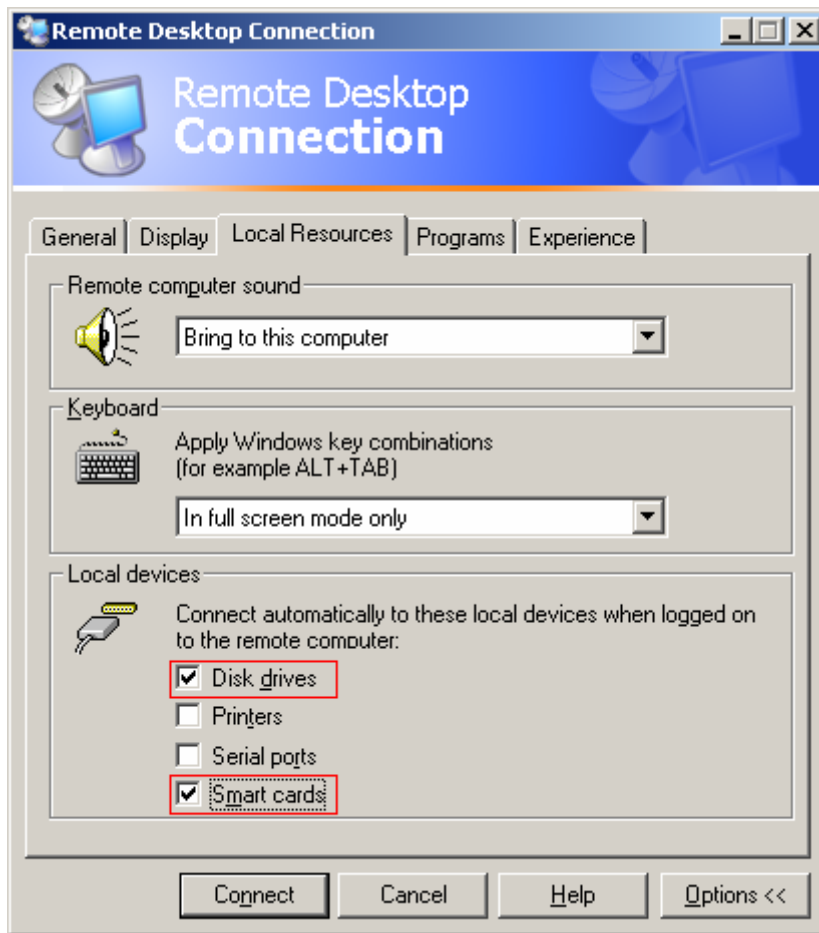 Remote Desktop Connection
Remote Desktop
Connection
General Display Local Resources Programs Experience
Remote computer sound
Bring to this computer
Keyboard
Apply Windows key combinations
(for example ALT+TAB)
In full screen mode only
Local devices
Connect automatically to these local devices when logged on
to the remote computer:
Disk drives
Printers
Serial ports
Smart cards
Connect Cancel Help Options <<